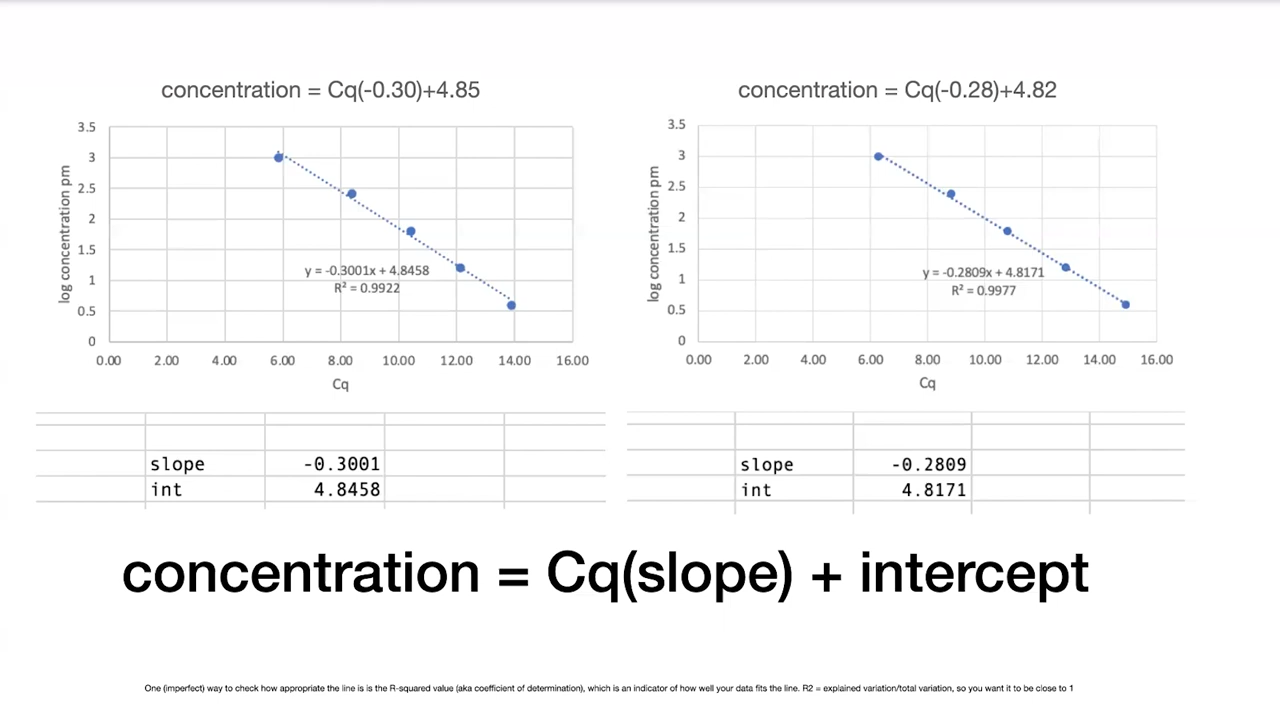 concentration = Cq(-0.30)+4.85
3.5
3
2.5
2
1.5
1
0.5
0
log concentration pm
y = -0.3001x + 4.8458
R² = 0.9922
0.00 2.00 4.00 6.00 8.00 10.00 12.00 14.00 16.00
Cq
slope -0.3001
int 4.8458
concentration = Cq(-0.28)+4.82
3.5
3
2.5
2
1.5
1
0.5
0
log concentration pm
y = -0.2809x + 4.8171
R² = 0.9977
0.00 2.00 4.00 6.00 8.00 10.00 12.00 14.00 16.00
Cq
slope -0.2809
int 4.8171
concentration = Cq(slope) + intercept
One (imperfect) way to check how appropriate the line is is the R-squared value (aka coefficient of determination), which is an indicator of how well your data fits the line. R2 = explained variation/total variation, so you want it to be close to 1